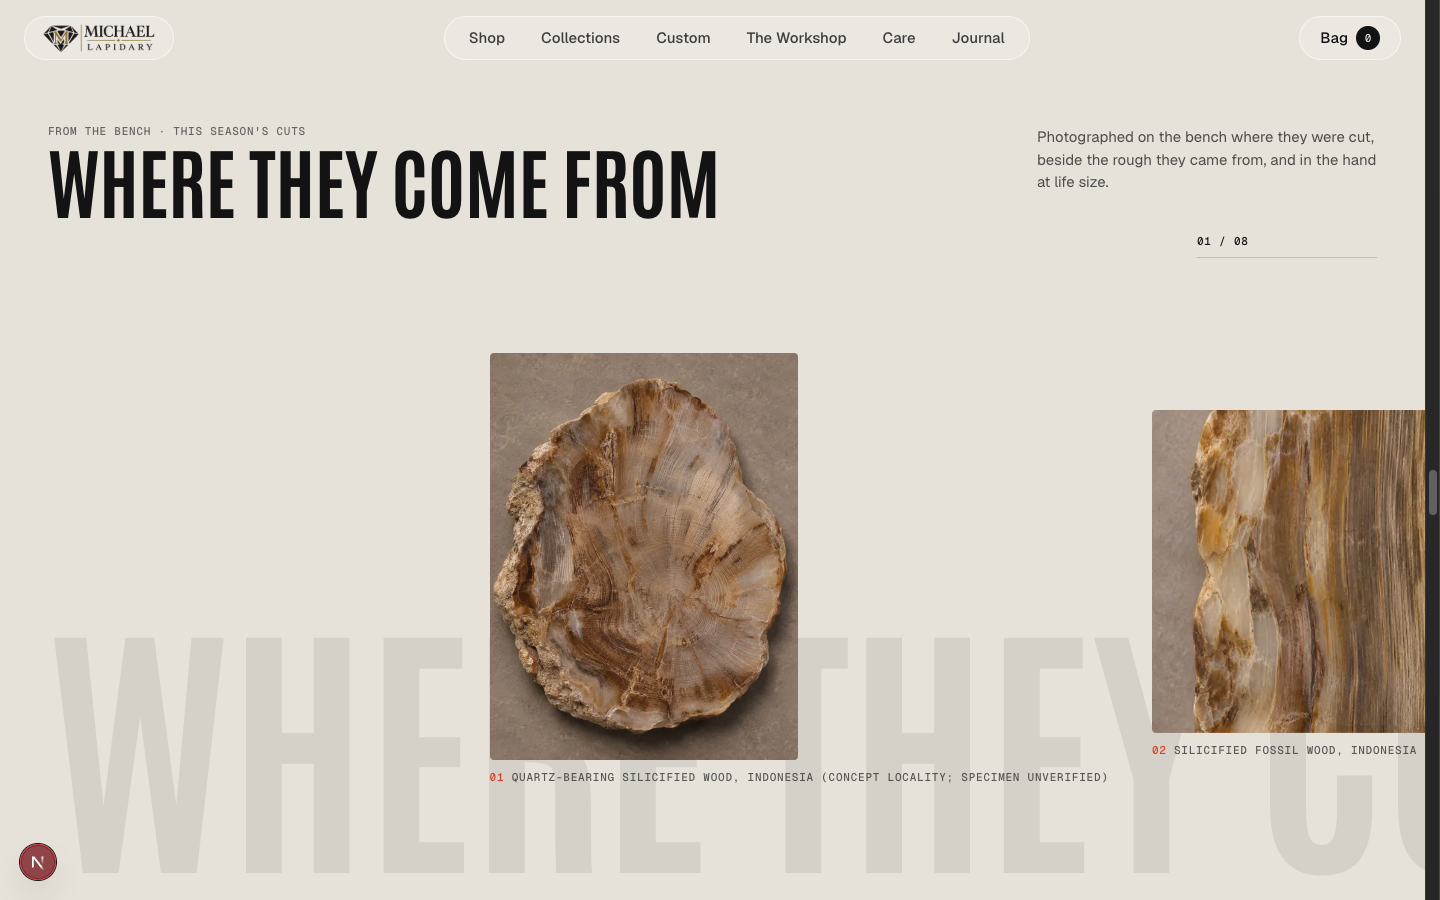 MICHAEL
LAPIDARY
Shop
Collections
Custom
The Workshop
Care
Journal
Bag 0
FROM THE BENCH · THIS SEASON'S CUTS
WHERE THEY COME FROM
Photographed on the bench where they were cut,
beside the rough they came from, and in the hand
at life size.
01 / 08
01 QUARTZ-BEARING SILICIFIED WOOD, INDONESIA (CONCEPT LOCALITY; SPECIMEN UNVERIFIED)
02 SILICIFIED FOSSIL WOOD, INDONESIA
WHERE THEY CO
N